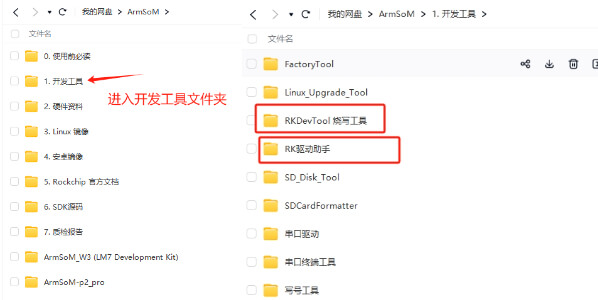 我的网盘 > ArmSoM >
文件名
0. 使用前必读
1. 开发工具
进入开发工具文件夹
2. 硬件资料
3. Linux 镜像
4. 安卓镜像
5. Rockchip 官方文档
6. SDK源码
7. 质检报告
ArmSoM_W3 (LM7 Development Kit)
ArmSoM-p2_pro
我的网盘 > ArmSoM > 1. 开发工具 >
文件名
FactoryTool
Linux_Upgrade_Tool
RKDevTool 烧写工具
RK驱动助手
SD_Disk_Tool
SDCardFormatter
串口驱动
串口终端工具
写号工具